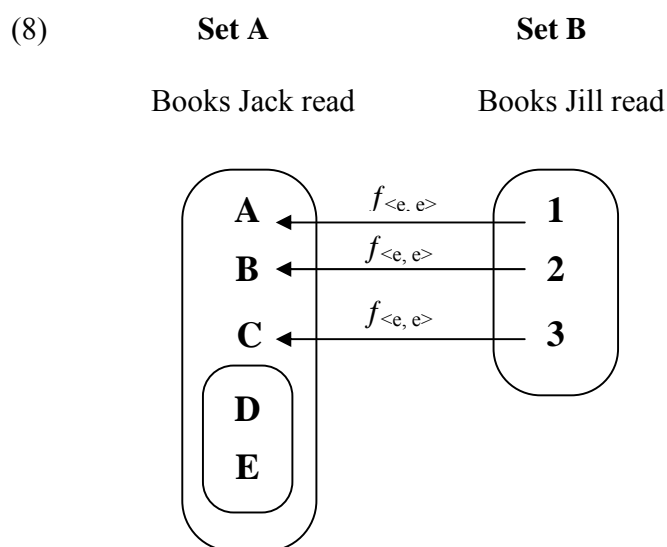 (8) Set A Set B
Books Jack read Books Jill read
A f<e, e> 1
B f<e, e> 2
C f<e, e> 3
D
E